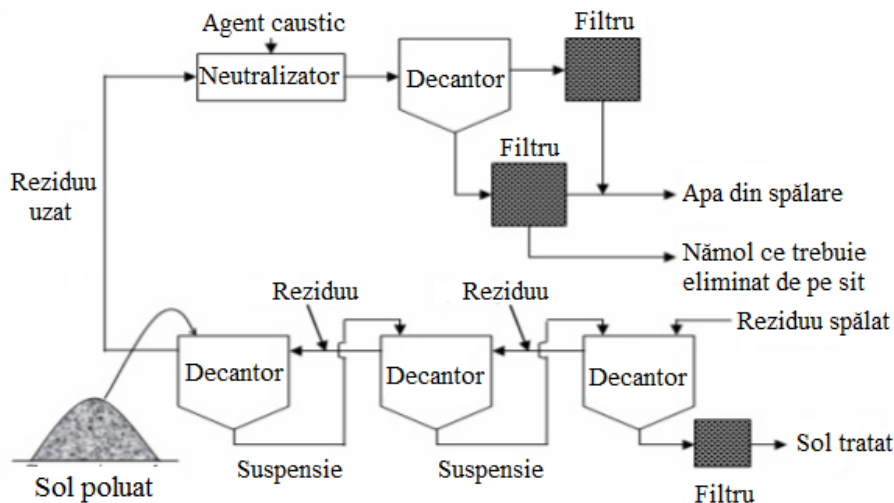 Agent caustic
Filtru
Neutralizator
Decantor
Filtru
Reziduu
uzat
Apa din spălare
Nămol ce trebuie
eliminat de pe sit
Reziduu
Reziduu
Reziduu spălat
Decantor
Decantor
Decantor
Sol tratat
Suspensie
Suspensie
Sol poluat
Filtru